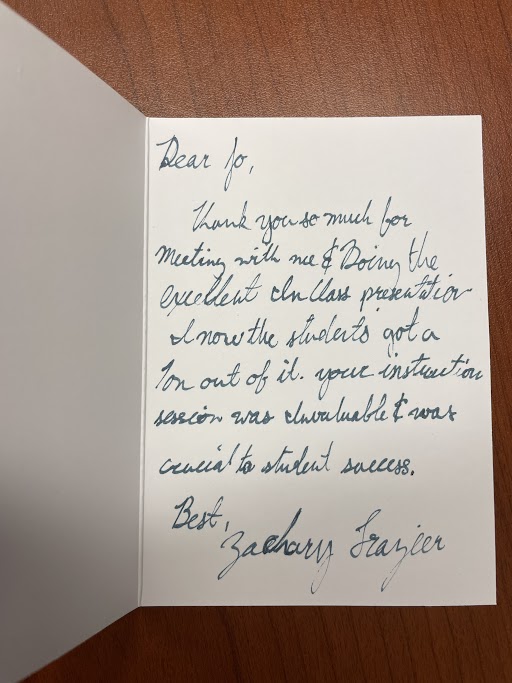 Dear Jo,
Thank you so much for
Meeting with me & Doing the
excellent In Class presentation
I now the students got a
Ton out of it. your instruction
session was Invaluable & was
crucial to student success.
Best,
Zachary Frazier